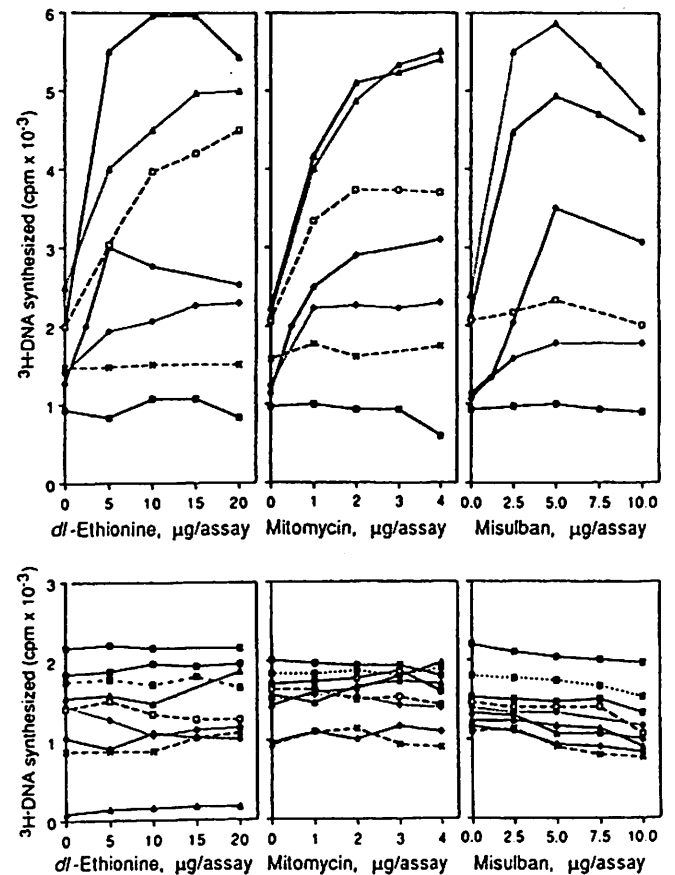 ³H-DNA synthesized (cpm x 10⁻³)
6
5
4
3
2
1
0
0 5 10 15 20
dl-Ethionine, µg/assay
0 1 2 3 4
Mitomycin, µg/assay
0.0 2.5 5.0 7.5 10.0
Misulban, µg/assay
³H-DNA synthesized (cpm x 10⁻³)
3
2
1
0
0 5 10 15 20
dl-Ethionine, µg/assay
0 1 2 3 4
Mitomycin, µg/assay
0.0 2.5 5.0 7.5 10.0
Misulban, µg/assay